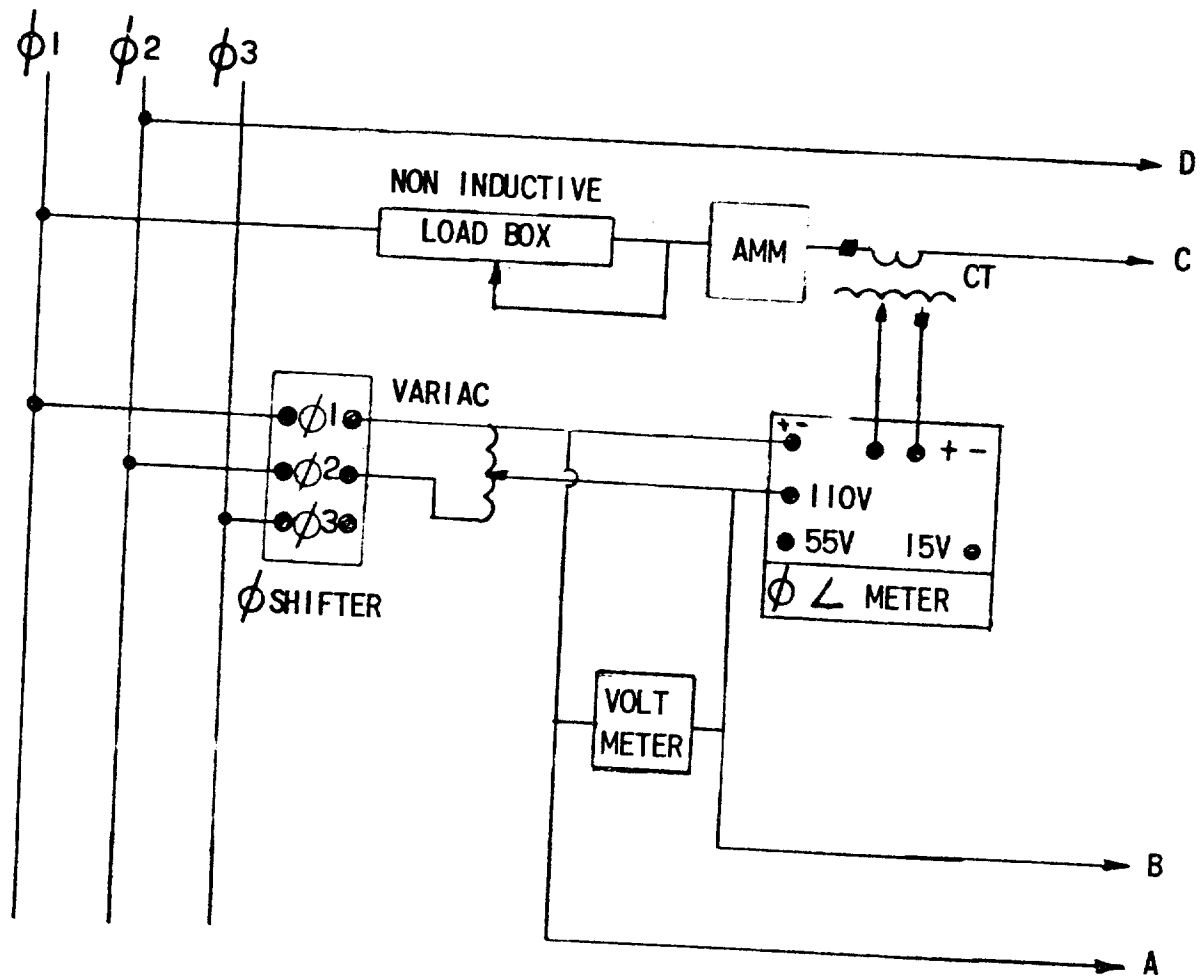 ϕ1 ϕ2 ϕ3
D
NON INDUCTIVE
LOAD BOX
AMM
C
CT
VARIAC
ϕ1
ϕ2
ϕ3
ϕ SHIFTER
+-
+ -
110V
55V 15V
ϕ ∠ METER
VOLT
METER
B
A